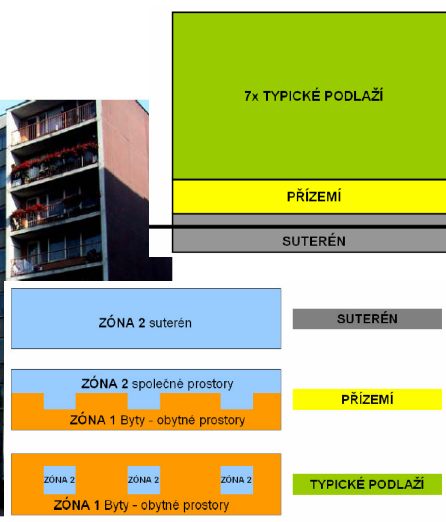 7x TYPICKÉ PODLAŽÍ
PŘÍZEMÍ
SUTERÉN
ZÓNA 2 suterén
SUTERÉN
ZÓNA 2 společné prostory
ZÓNA 1 Byty - obytné prostory
PŘÍZEMÍ
ZÓNA 2 ZÓNA 2 ZÓNA 2
ZÓNA 1 Byty - obytné prostory
TYPICKÉ PODLAŽÍ